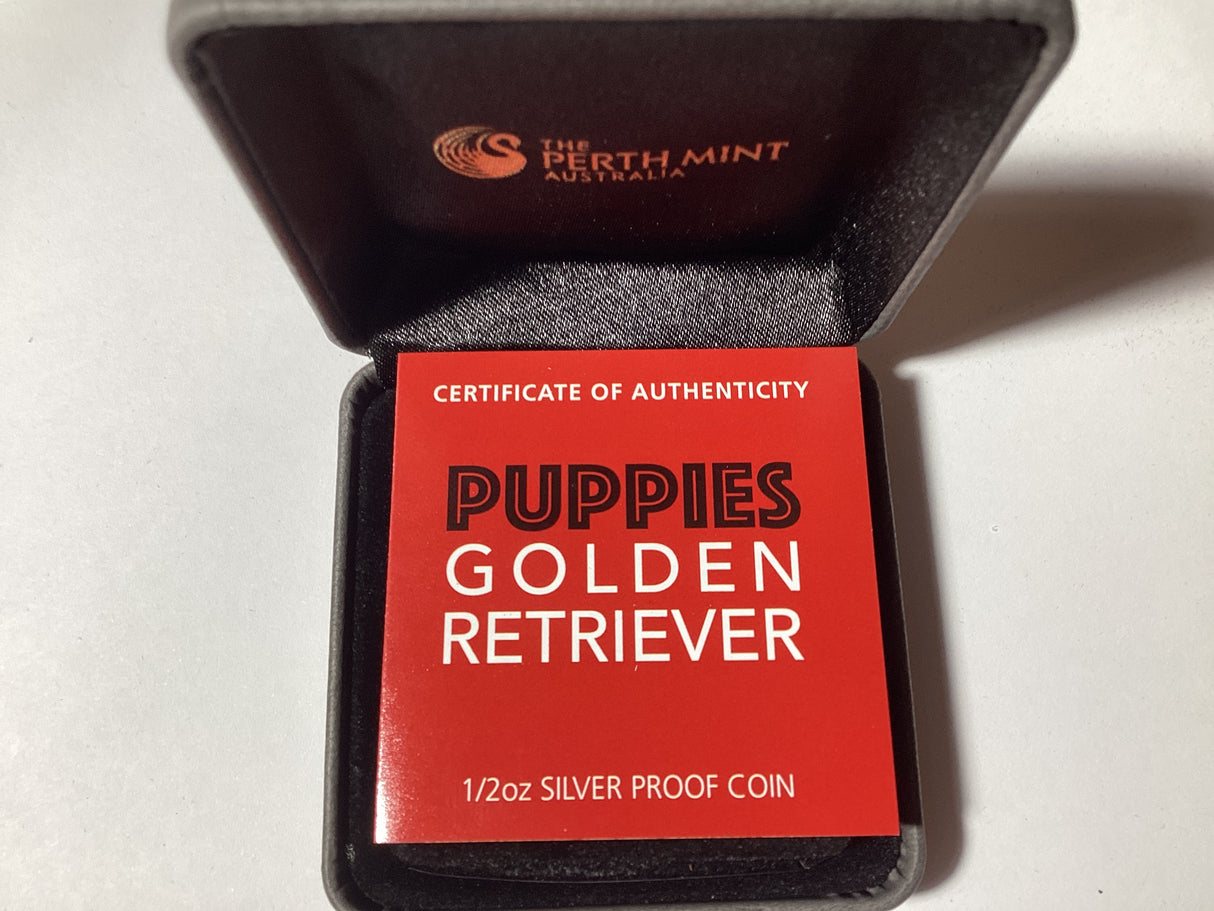 THE
PERTH MINT
AUSTRALIA
CERTIFICATE OF AUTHENTICITY
PUPPIES
GOLDEN
RETRIEVER
1/2oz SILVER PROOF COIN